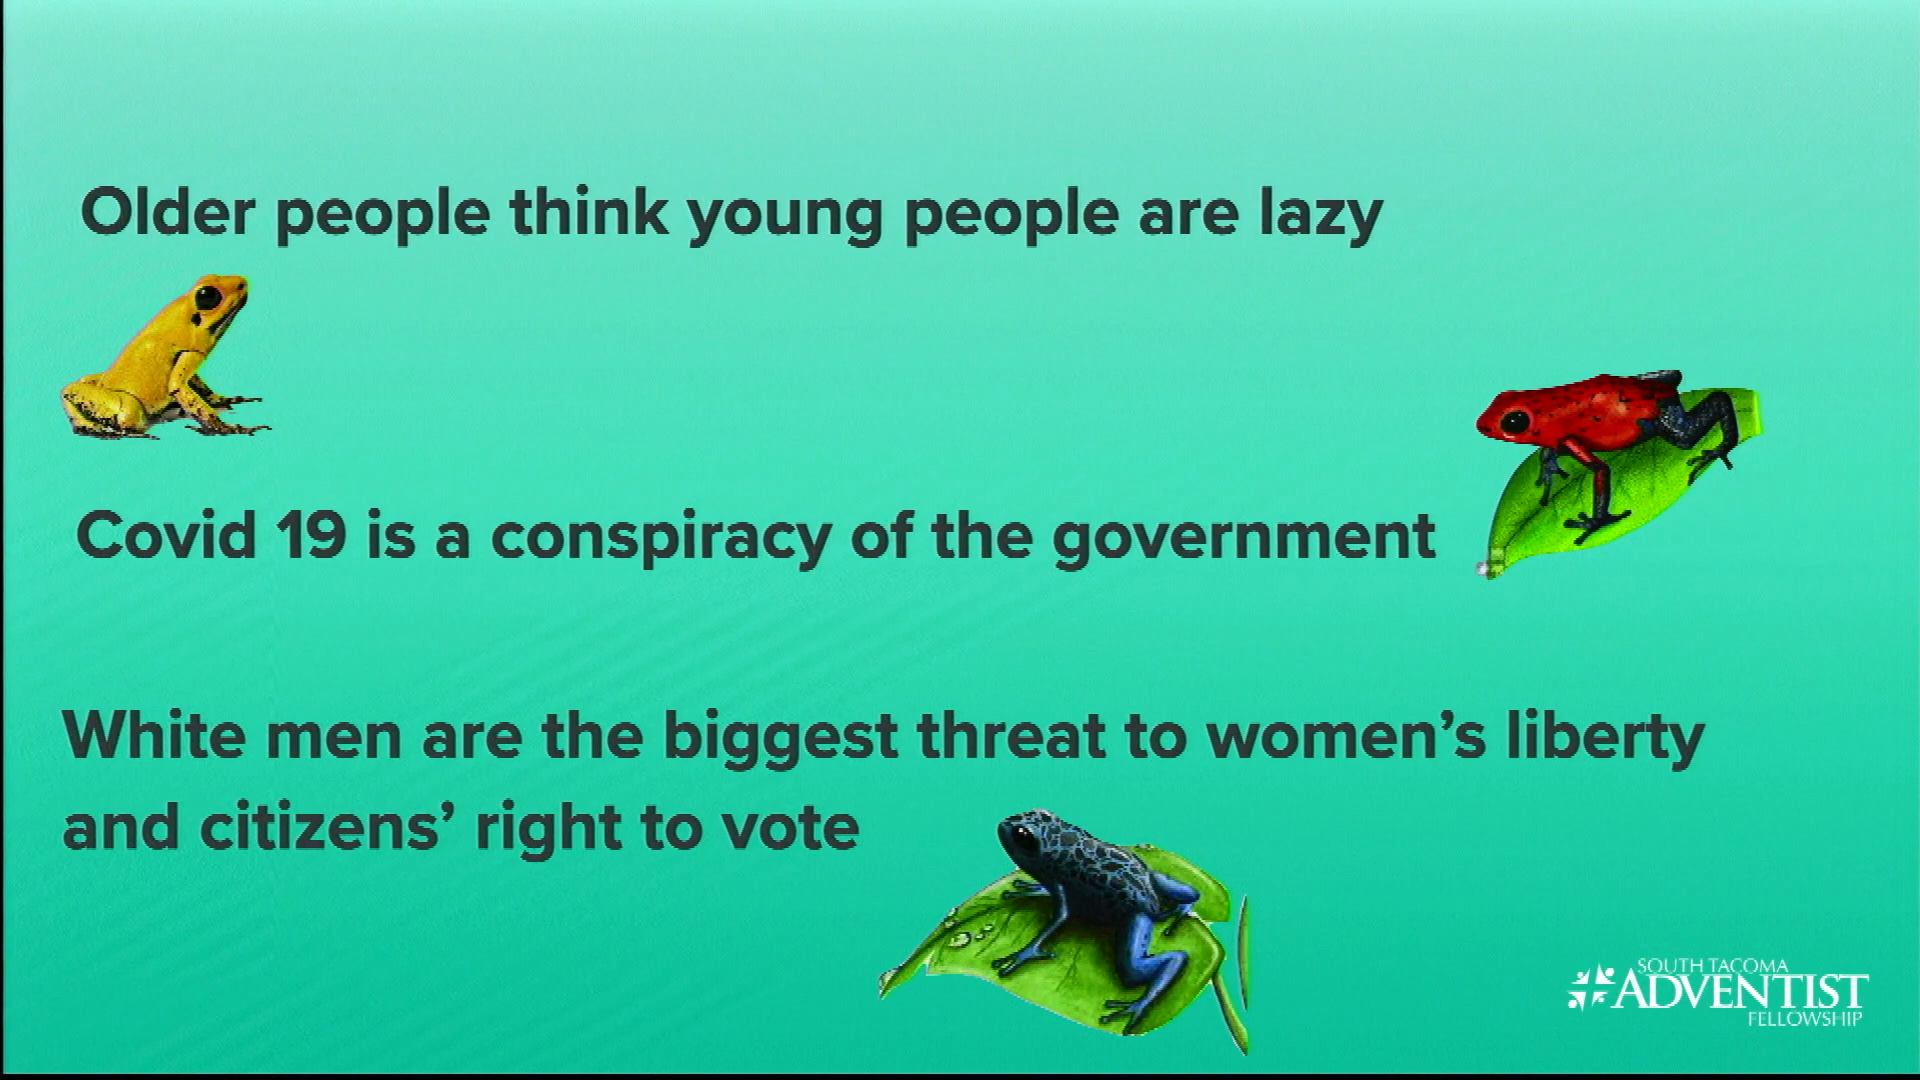 Older people think young people are lazy
Covid 19 is a conspiracy of the government
White men are the biggest threat to women’s liberty
and citizens’ right to vote
SOUTH TACOMA
ADVENTIST
FELLOWSHIP